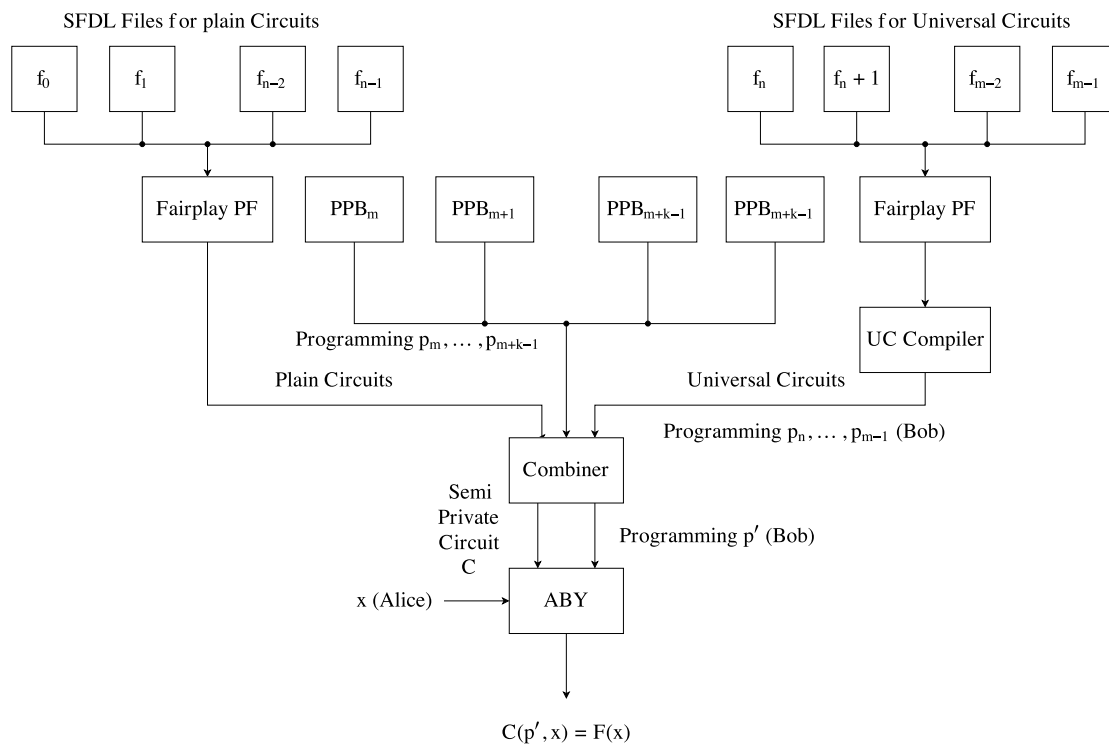 SFDL Files for plain Circuits
SFDL Files for Universal Circuits
f₀
f₁
fₙ₋₂
fₙ₋₁
fₙ
fₙ + 1
fₘ₋₂
fₘ₋₁
Fairplay PF
PPBₘ
PPBₘ₊₁
PPBₘ₊ₖ₋₁
PPBₘ₊ₖ₋₁
Fairplay PF
Programming pₘ, … , pₘ₊ₖ₋₁
UC Compiler
Plain Circuits
Universal Circuits
Programming pₙ, … , pₘ₋₁ (Bob)
Combiner
Semi
Private
Circuit
C
Programming p′ (Bob)
x (Alice)
ABY
C(p′, x) = F(x)